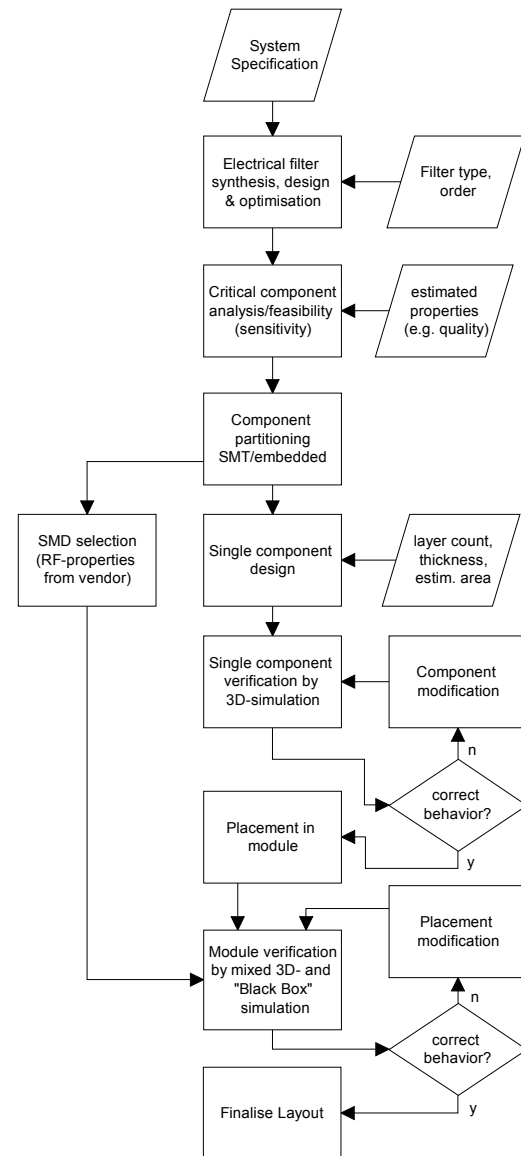 System
Specification
Electrical filter
synthesis, design
& optimisation
Filter type,
order
Critical component
analysis/feasibility
(sensitivity)
estimated
properties
(e.g. quality)
Component
partitioning
SMT/embedded
SMD selection
(RF-properties
from vendor)
Single component
design
layer count,
thickness,
estim. area
Single component
verification by
3D-simulation
Component
modification
n
correct
behavior?
y
Placement in
module
Module verification
by mixed 3D- and
"Black Box"
simulation
Placement
modification
n
correct
behavior?
y
Finalise Layout